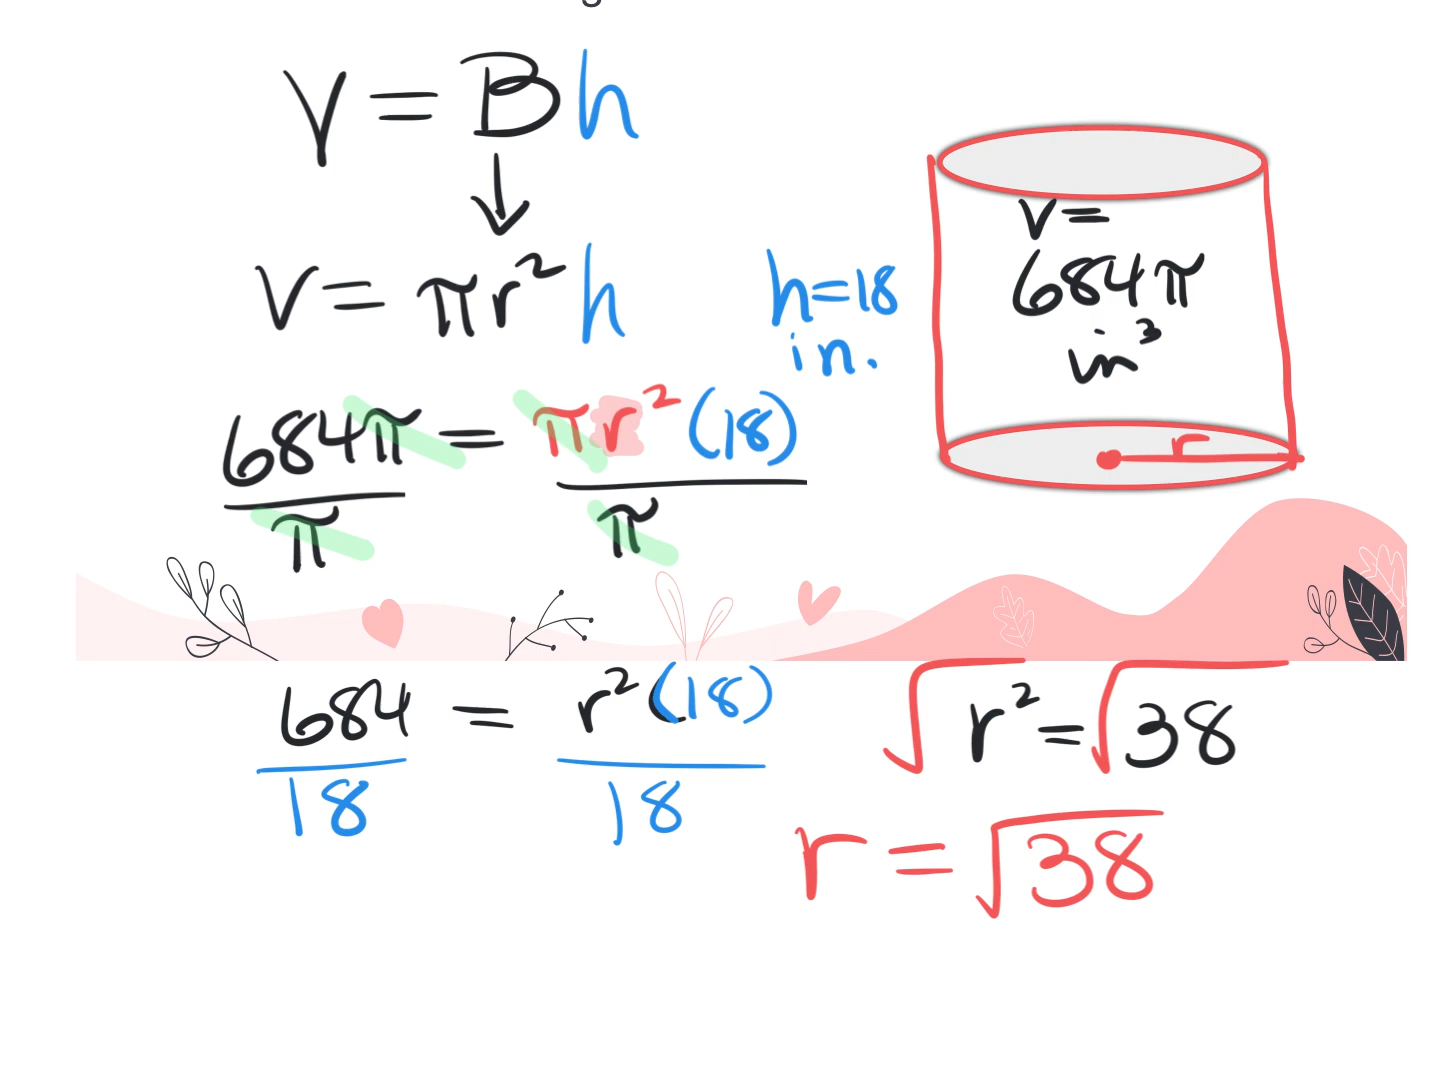 V = Bh
V = πr²h
h=18
in.
V=
684π
in³
r
684π = πr²(18)
π π
684 = r²(18)
18 18
√r² = √38
r = √38